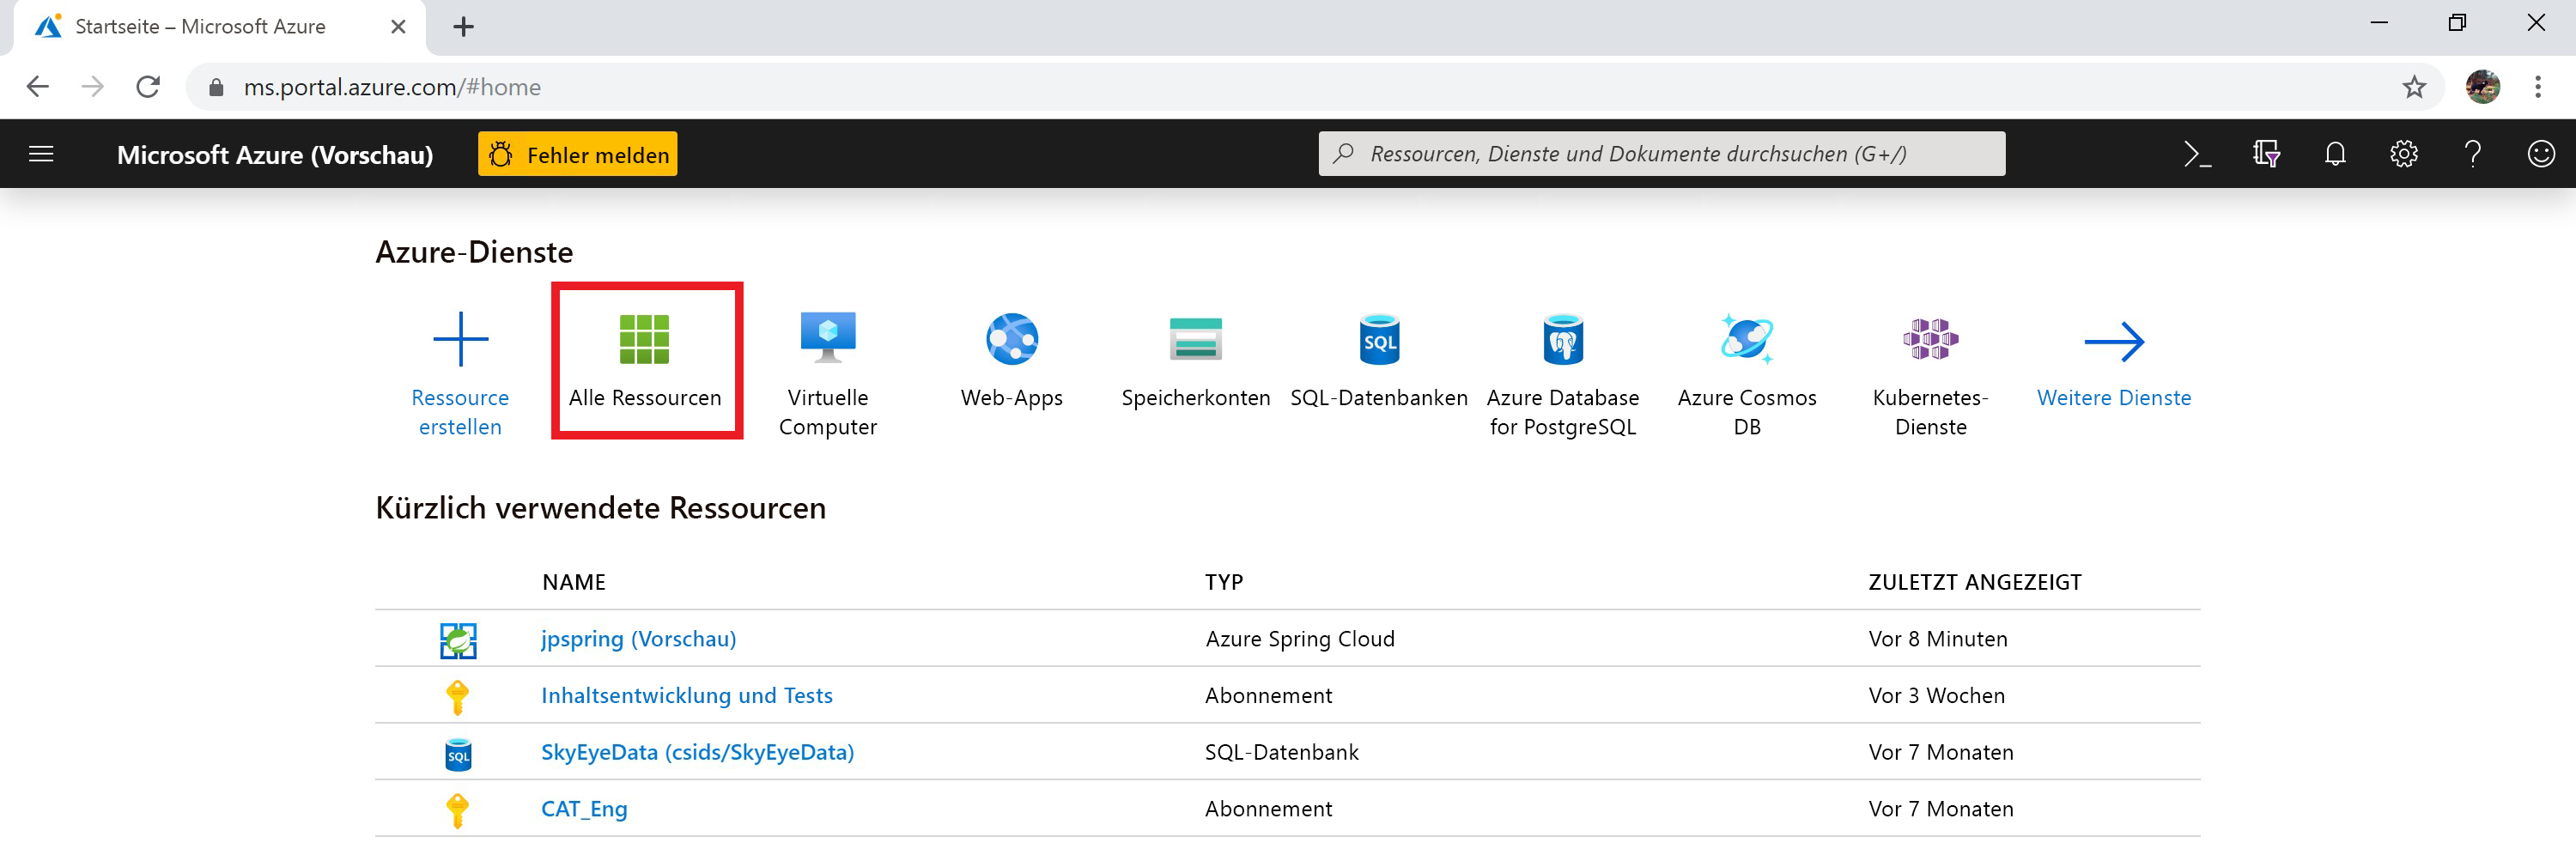 Startseite – Microsoft Azure
ms.portal.azure.com/#home
Microsoft Azure (Vorschau)
Fehler melden
Ressourcen, Dienste und Dokumente durchsuchen (G+/)
Azure-Dienste
Ressource
erstellen
Alle Ressourcen
Virtuelle
Computer
Web-Apps
Speicherkonten
SQL
SQL-Datenbanken
Azure Database
for PostgreSQL
Azure Cosmos
DB
Kubernetes-
Dienste
Weitere Dienste
Kürzlich verwendete Ressourcen
NAME TYP ZULETZT ANGEZEIGT
jpspring (Vorschau) Azure Spring Cloud Vor 8 Minuten
Inhaltsentwicklung und Tests Abonnement Vor 3 Wochen
SQL SkyEyeData (csids/SkyEyeData) SQL-Datenbank Vor 7 Monaten
CAT_Eng Abonnement Vor 7 Monaten